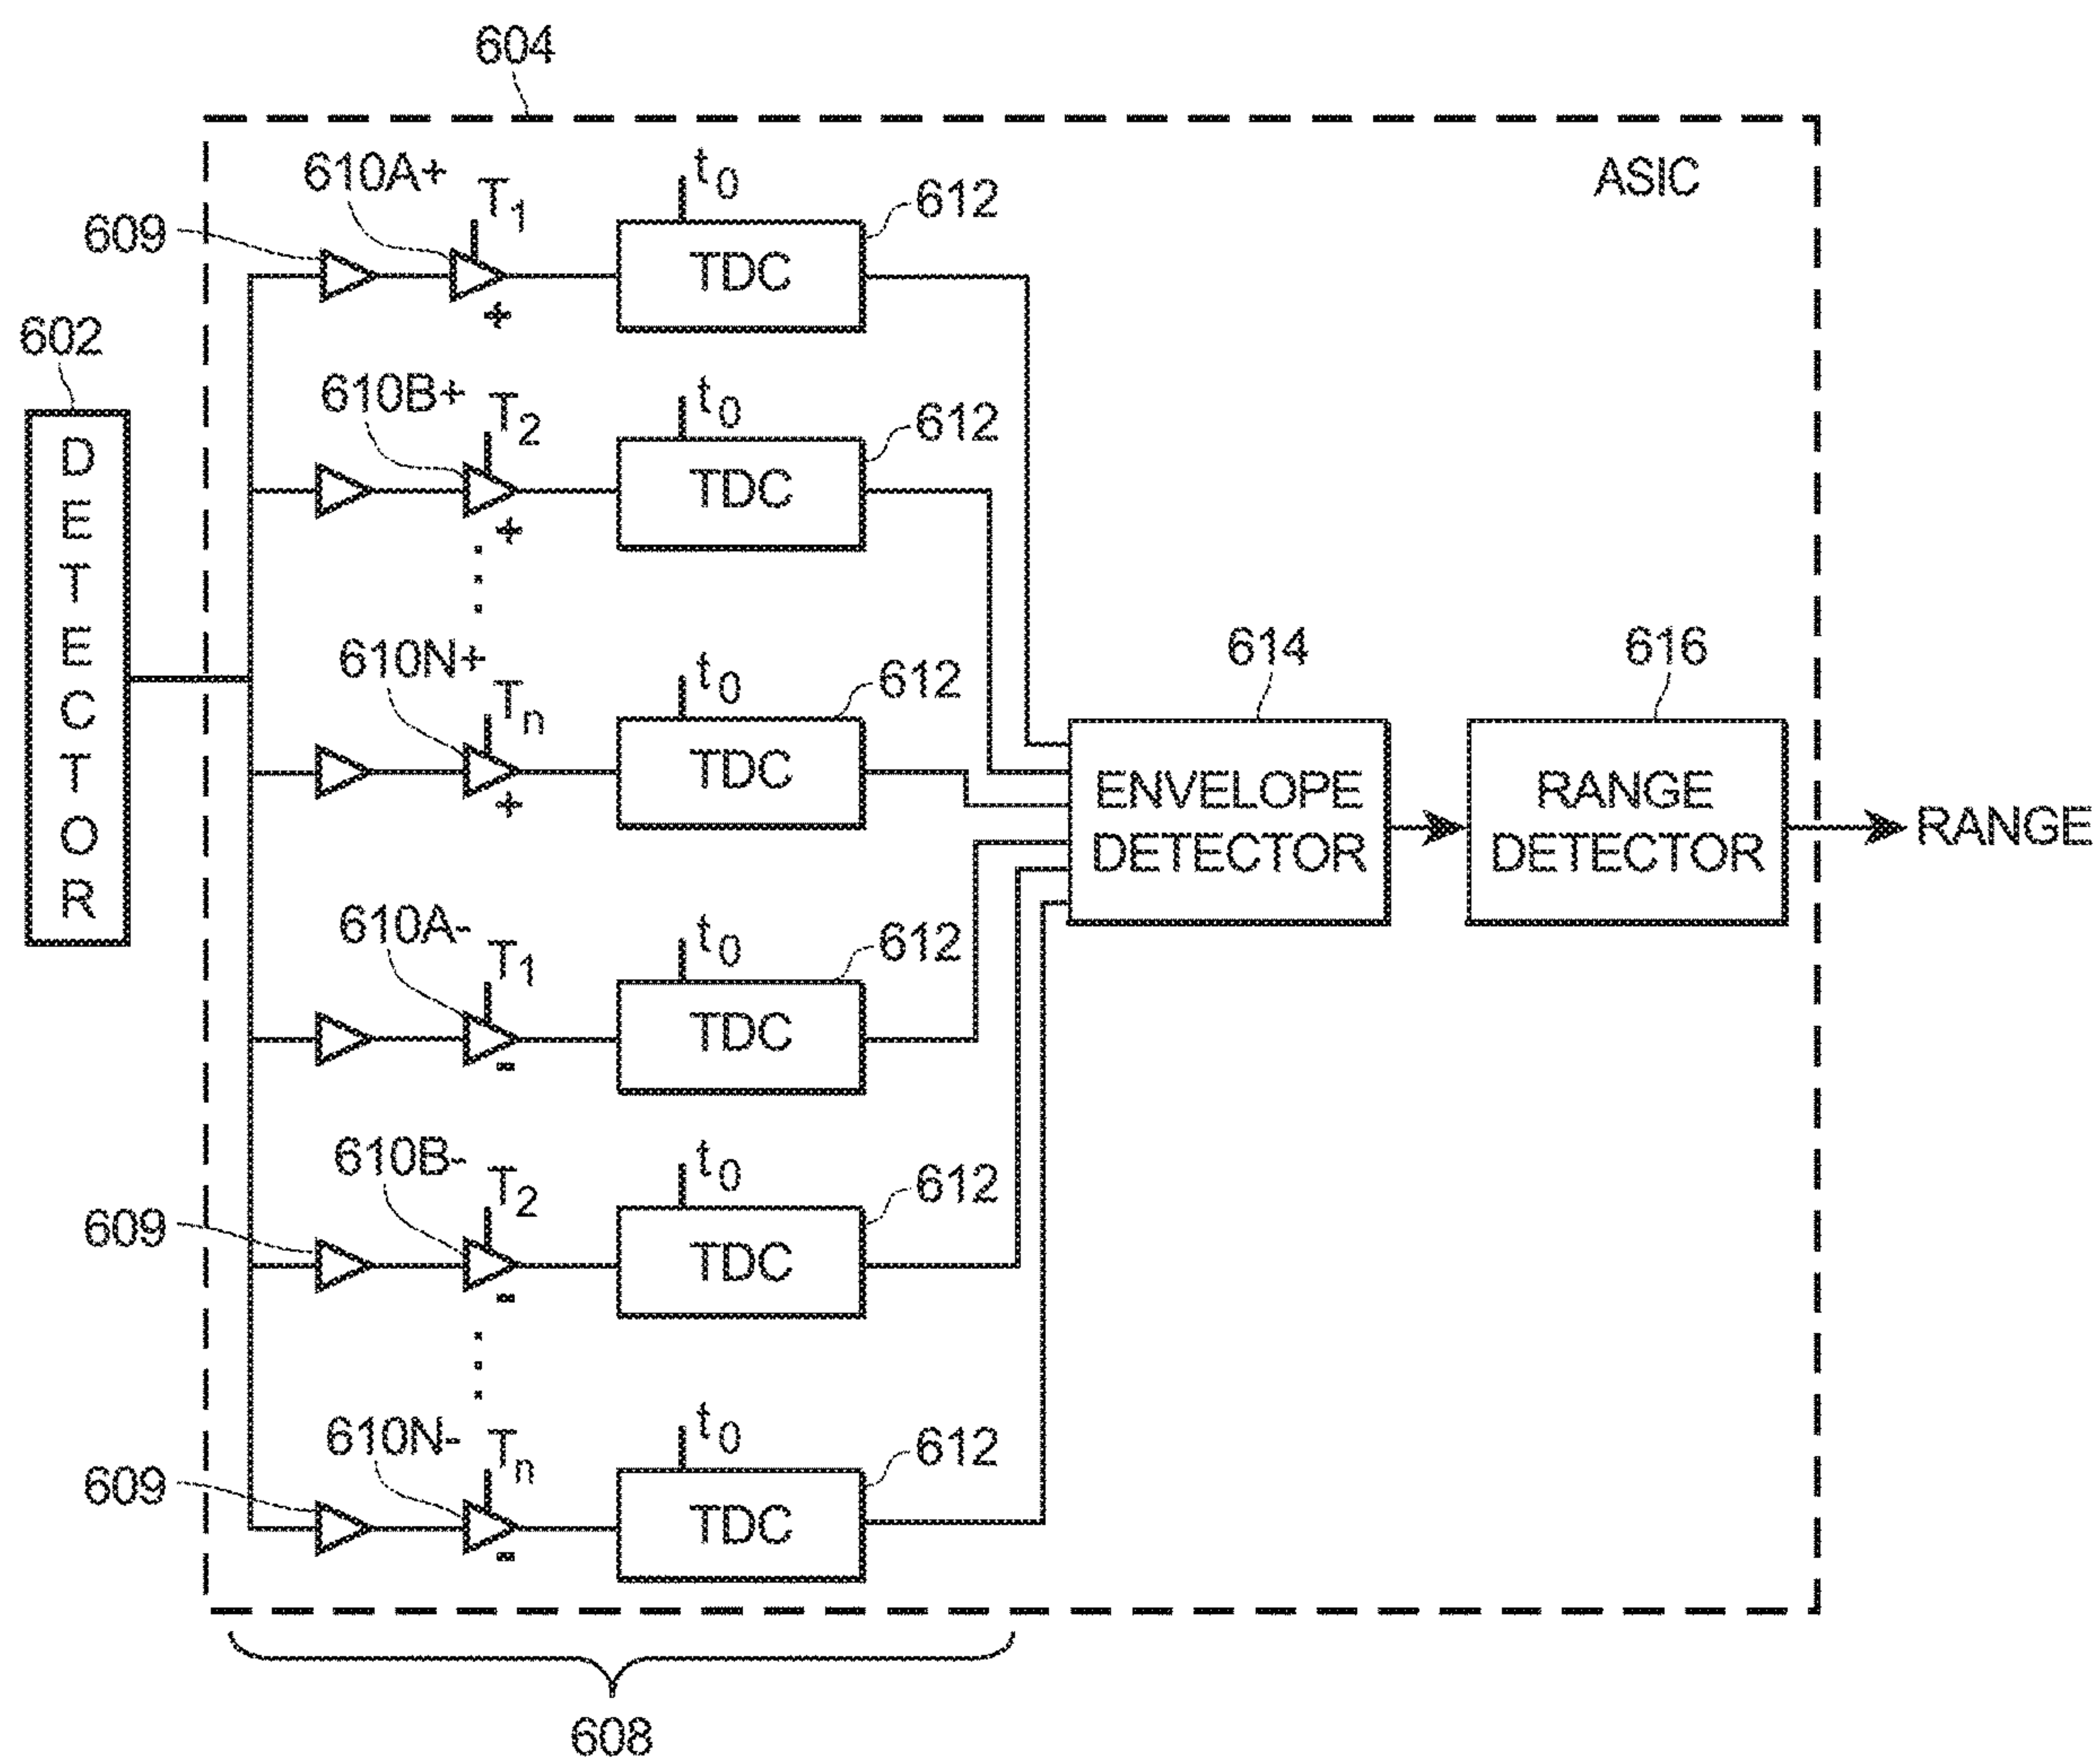 604
ASIC
610A+
T1
t0
612
609
TDC
+
602
610B+
T2
t0
612
DETECTOR
TDC
+
610N+
Tn
t0
612
TDC
+
614
616
ENVELOPE
DETECTOR
RANGE
DETECTOR
RANGE
610A-
T1
t0
612
TDC
-
610B-
T2
t0
612
609
TDC
-
610N-
Tn
t0
612
609
TDC
-
608